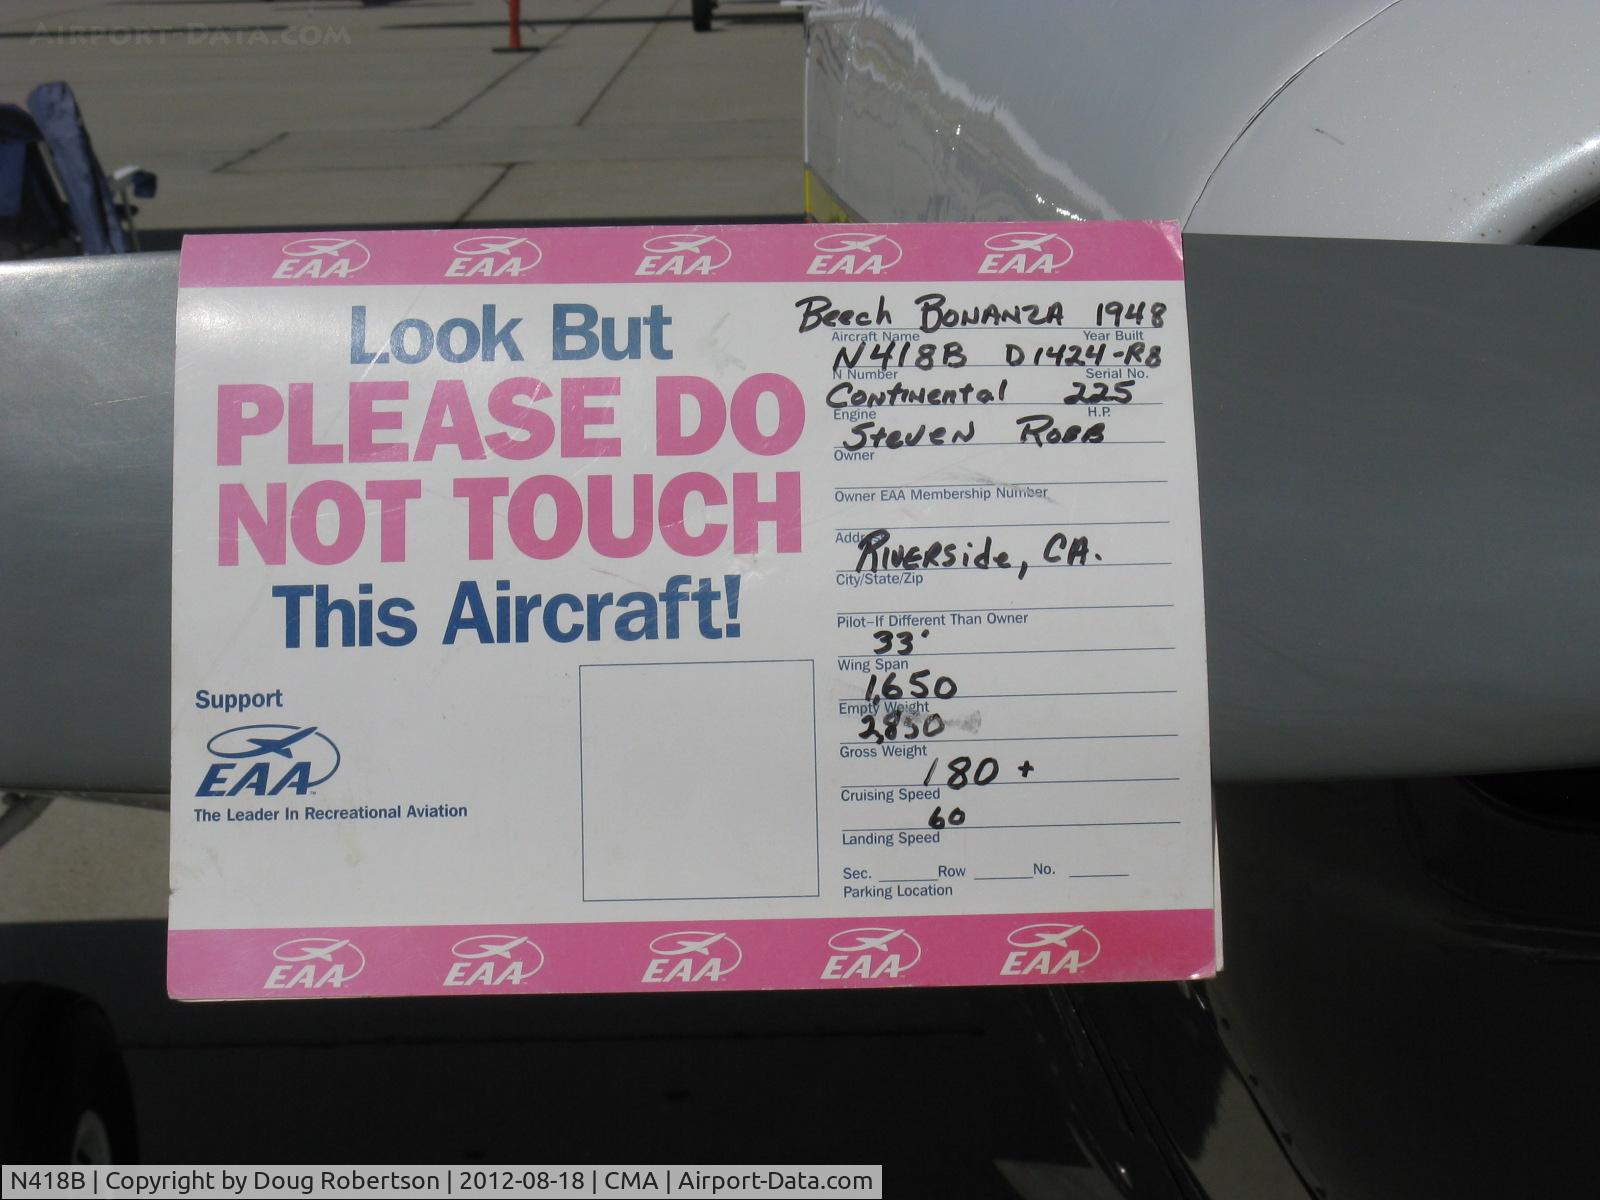 AIRPORT-DATA.COM
EAA EAA EAA EAA EAA
Look But
PLEASE DO
NOT TOUCH
This Aircraft!
Support
EAA
The Leader In Recreational Aviation
Beech BONANZA 1948
Aircraft Name Year Built
N418B D1424-R8
N Number Serial No.
Continental 225
Engine H.P.
Steven Robb
Owner
Owner EAA Membership Number
Address
Riverside, CA.
City/State/Zip
Pilot–If Different Than Owner
33'
Wing Span
1,650
Empty Weight
2,850
Gross Weight
180 +
Cruising Speed
60
Landing Speed
Sec. Row No.
Parking Location
EAA EAA EAA EAA EAA
N418B | Copyright by Doug Robertson | 2012-08-18 | CMA | Airport-Data.com